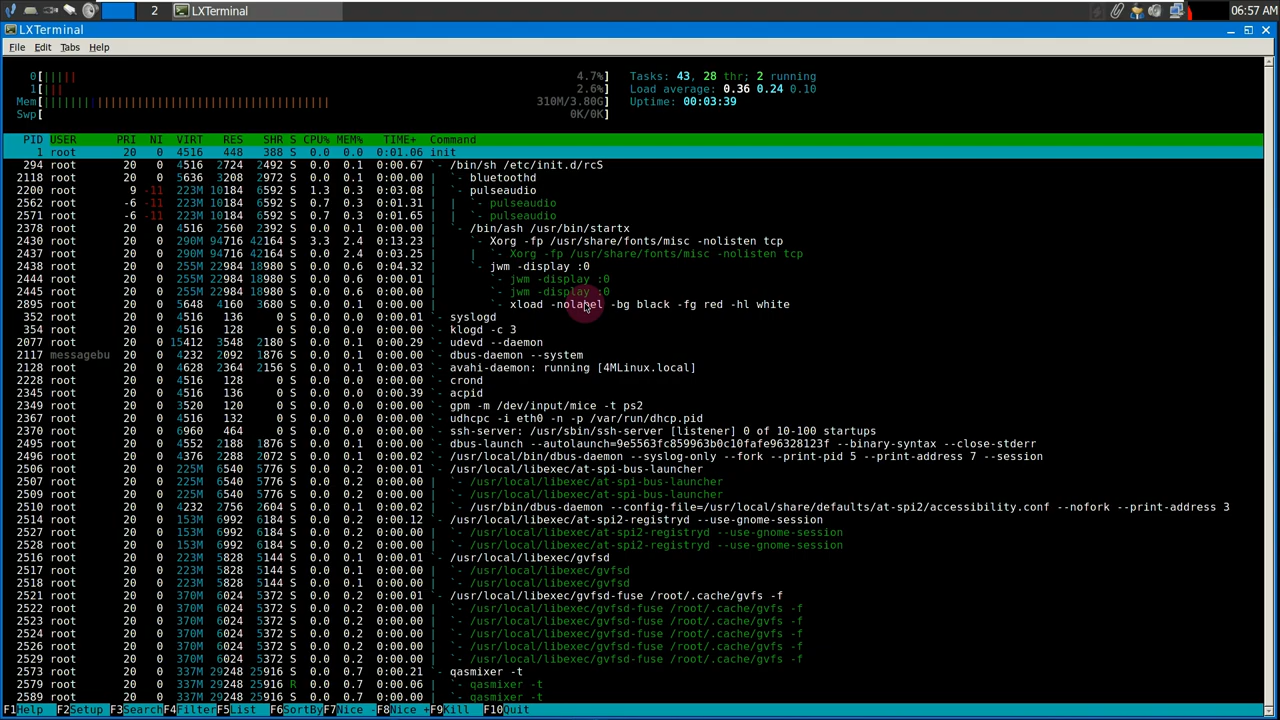 2 LXTerminal 06:57 AM
LXTerminal
File Edit Tabs Help
0[||||| 4.7%] Tasks: 43, 28 thr; 2 running
1[||| 2.6%] Load average: 0.36 0.24 0.10
Mem[ 310M/3.80G] Uptime: 00:03:39
Swp[ 0K/0K]
PID USER PRI NI VIRT RES SHR S CPU% MEM% TIME+ Command
1 root 20 0 4516 448 388 S 0.0 0.0 0:01.06 init
294 root 20 0 4516 2724 2492 S 0.0 0.1 0:00.67 `- /bin/sh /etc/init.d/rcS
2118 root 20 0 5636 3208 2972 S 0.0 0.1 0:00.00 | `- bluetoothd
2200 root 9 -11 223M 10184 6592 S 1.3 0.3 0:03.08 | `- pulseaudio
2562 root -6 -11 223M 10184 6592 S 0.7 0.3 0:01.31 | | `- pulseaudio
2571 root -6 -11 223M 10184 6592 S 0.7 0.3 0:01.65 | | `- pulseaudio
2378 root 20 0 4516 2560 2392 S 0.0 0.1 0:00.00 | `- /bin/ash /usr/bin/startx
2430 root 20 0 290M 94716 42164 S 3.3 2.4 0:13.23 | `- Xorg -fp /usr/share/fonts/misc -nolisten tcp
2437 root 20 0 290M 94716 42164 S 0.0 2.4 0:03.25 | | `- Xorg -fp /usr/share/fonts/misc -nolisten tcp
2438 root 20 0 255M 22984 18980 S 0.0 0.6 0:04.32 | `- jwm -display :0
2444 root 20 0 255M 22984 18980 S 0.0 0.6 0:00.01 | `- jwm -display :0
2445 root 20 0 255M 22984 18980 S 0.0 0.6 0:00.00 | `- jwm -display :0
2895 root 20 0 5648 4160 3680 S 0.0 0.1 0:00.00 | `- xload -nolabel -bg black -fg red -hl white
352 root 20 0 4516 136 0 S 0.0 0.0 0:00.01 `- syslogd
354 root 20 0 4516 128 0 S 0.0 0.0 0:00.00 `- klogd -c 3
2077 root 20 0 15412 3548 2180 S 0.0 0.1 0:00.29 `- udevd --daemon
2117 messagebu 20 0 4232 2092 1876 S 0.0 0.1 0:00.00 `- dbus-daemon --system
2128 root 20 0 4628 2364 2156 S 0.0 0.1 0:00.03 `- avahi-daemon: running [4MLinux.local]
2228 root 20 0 4516 128 0 S 0.0 0.0 0:00.00 `- crond
2345 root 20 0 4516 136 0 S 0.0 0.0 0:00.39 `- acpid
2349 root 20 0 3520 120 0 S 0.0 0.0 0:00.00 `- gpm -m /dev/input/mice -t ps2
2367 root 20 0 4516 132 0 S 0.0 0.0 0:00.00 `- udhcpc -i eth0 -n -p /var/run/dhcp.pid
2370 root 20 0 6960 464 0 S 0.0 0.0 0:00.00 `- ssh-server: /usr/sbin/ssh-server [listener] 0 of 10-100 startups
2495 root 20 0 4552 2188 1876 S 0.0 0.1 0:00.00 `- dbus-launch --autolaunch=9e5563fc859963b0c10fafe96328123f --binary-syntax --close-stderr
2496 root 20 0 4376 2288 2072 S 0.0 0.1 0:00.02 `- /usr/local/bin/dbus-daemon --syslog-only --fork --print-pid 5 --print-address 7 --session
2506 root 20 0 225M 6540 5776 S 0.0 0.2 0:00.01 `- /usr/local/libexec/at-spi-bus-launcher
2507 root 20 0 225M 6540 5776 S 0.0 0.2 0:00.00 | `- /usr/local/libexec/at-spi-bus-launcher
2509 root 20 0 225M 6540 5776 S 0.0 0.2 0:00.00 | `- /usr/local/libexec/at-spi-bus-launcher
2510 root 20 0 4232 2756 2604 S 0.0 0.1 0:00.02 | `- /usr/bin/dbus-daemon --config-file=/usr/local/share/defaults/at-spi2/accessibility.conf --nofork --print-address 3
2514 root 20 0 153M 6992 6184 S 0.0 0.2 0:00.12 `- /usr/local/libexec/at-spi2-registryd --use-gnome-session
2527 root 20 0 153M 6992 6184 S 0.0 0.2 0:00.00 | `- /usr/local/libexec/at-spi2-registryd --use-gnome-session
2528 root 20 0 153M 6992 6184 S 0.0 0.2 0:00.00 | `- /usr/local/libexec/at-spi2-registryd --use-gnome-session
2516 root 20 0 223M 5828 5144 S 0.0 0.1 0:00.01 `- /usr/local/libexec/gvfsd
2517 root 20 0 223M 5828 5144 S 0.0 0.1 0:00.00 | `- /usr/local/libexec/gvfsd
2518 root 20 0 223M 5828 5144 S 0.0 0.1 0:00.00 | `- /usr/local/libexec/gvfsd
2521 root 20 0 370M 6024 5372 S 0.0 0.2 0:00.01 `- /usr/local/libexec/gvfsd-fuse /root/.cache/gvfs -f
2522 root 20 0 370M 6024 5372 S 0.0 0.2 0:00.00 | `- /usr/local/libexec/gvfsd-fuse /root/.cache/gvfs -f
2523 root 20 0 370M 6024 5372 S 0.0 0.2 0:00.00 | `- /usr/local/libexec/gvfsd-fuse /root/.cache/gvfs -f
2524 root 20 0 370M 6024 5372 S 0.0 0.2 0:00.00 | `- /usr/local/libexec/gvfsd-fuse /root/.cache/gvfs -f
2526 root 20 0 370M 6024 5372 S 0.0 0.2 0:00.00 | `- /usr/local/libexec/gvfsd-fuse /root/.cache/gvfs -f
2529 root 20 0 370M 6024 5372 S 0.0 0.2 0:00.00 | `- /usr/local/libexec/gvfsd-fuse /root/.cache/gvfs -f
2573 root 20 0 337M 29248 25916 S 0.0 0.7 0:00.21 `- qasmixer -t
2579 root 20 0 337M 29248 25916 R 0.0 0.7 0:00.06 | `- qasmixer -t
2589 root 20 0 337M 29248 25916 S 0.0 0.7 0:00.00 | `- qasmixer -t
F1Help F2Setup F3SearchF4FilterF5List F6SortByF7Nice -F8Nice +F9Kill F10Quit